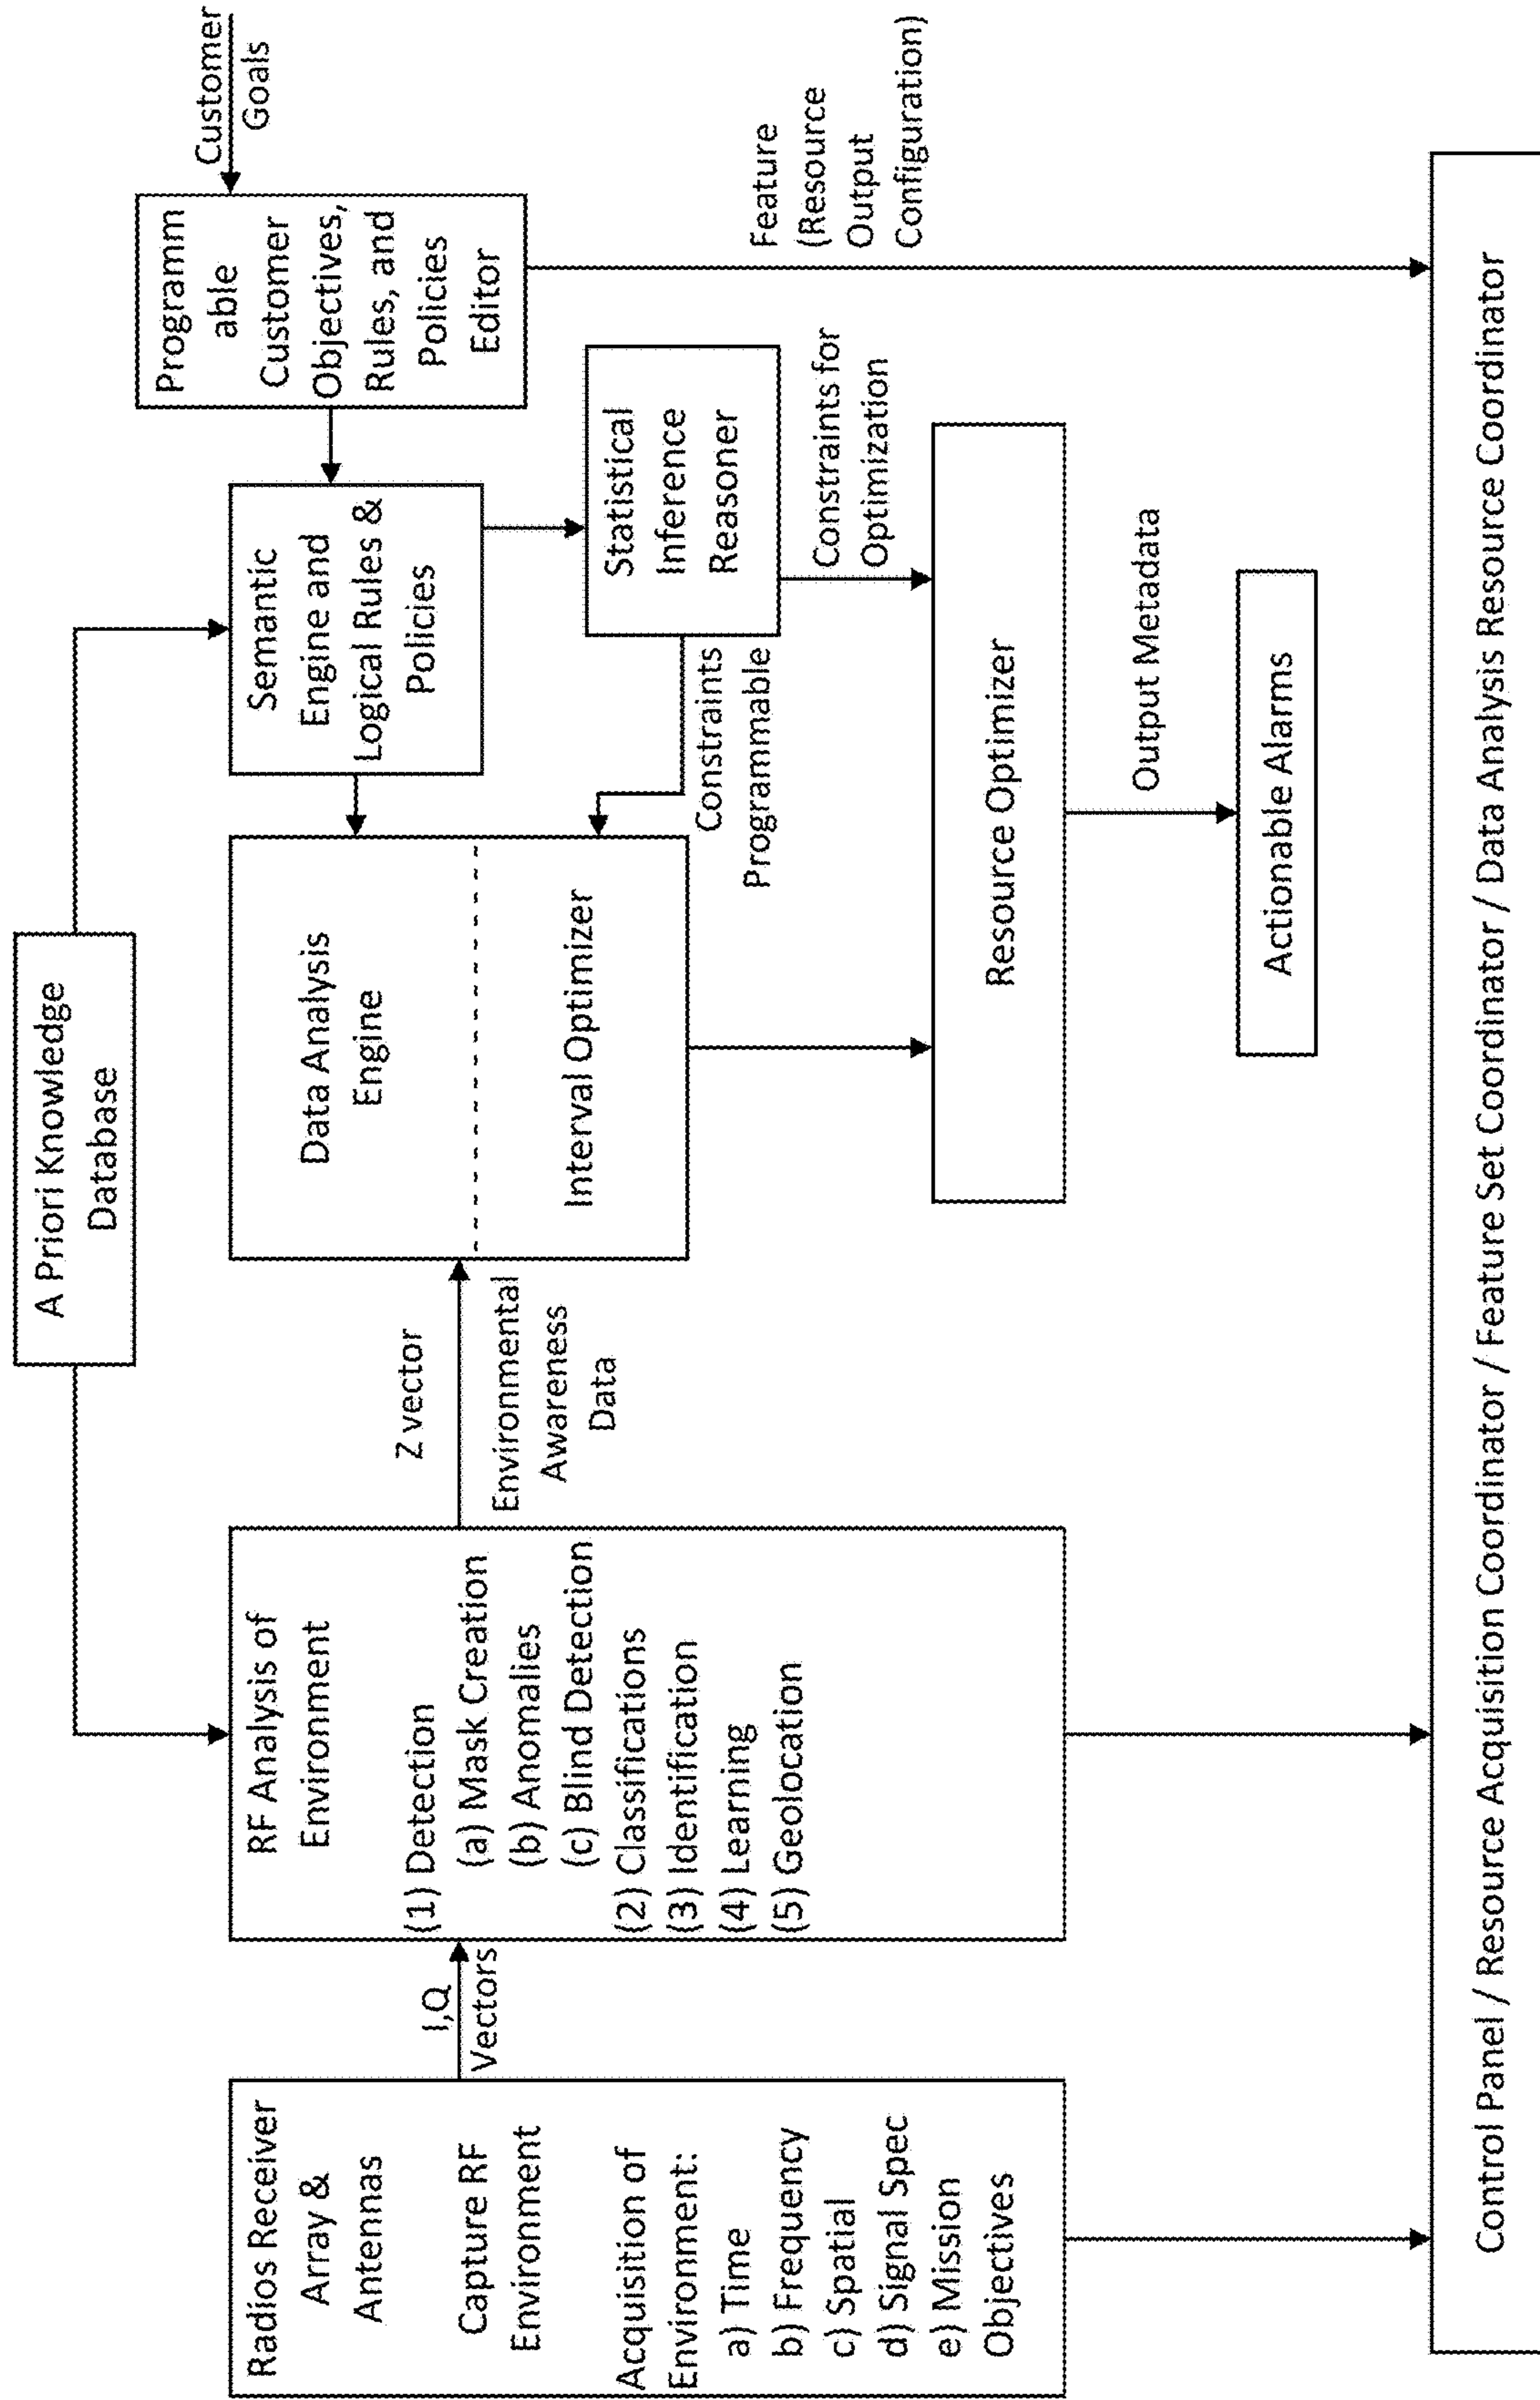 A Priori Knowledge
Database
Customer
Goals
Radios Receiver
Array &
Antennas
Capture RF
Environment
Acquisition of
Environment:
a) Time
b) Frequency
c) Spatial
d) Signal Spec
e) Mission
Objectives
I,Q
Vectors
RF Analysis of
Environment
(1) Detection
(a) Mask Creation
(b) Anomalies
(c) Blind Detection
(2) Classifications
(3) Identification
(4) Learning
(5) Geolocation
Z vector
Environmental
Awareness
Data
Data Analysis
Engine
Interval Optimizer
Semantic
Engine and
Logical Rules &
Policies
Programm
able
Customer
Objectives,
Rules, and
Policies
Editor
Statistical
Inference
Reasoner
Constraints
Programmable
Constraints for
Optimization
Feature
(Resource
Output
Configuration)
Resource Optimizer
Output Metadata
Actionable Alarms
Control Panel / Resource Acquisition Coordinator / Feature Set Coordinator / Data Analysis Resource Coordinator